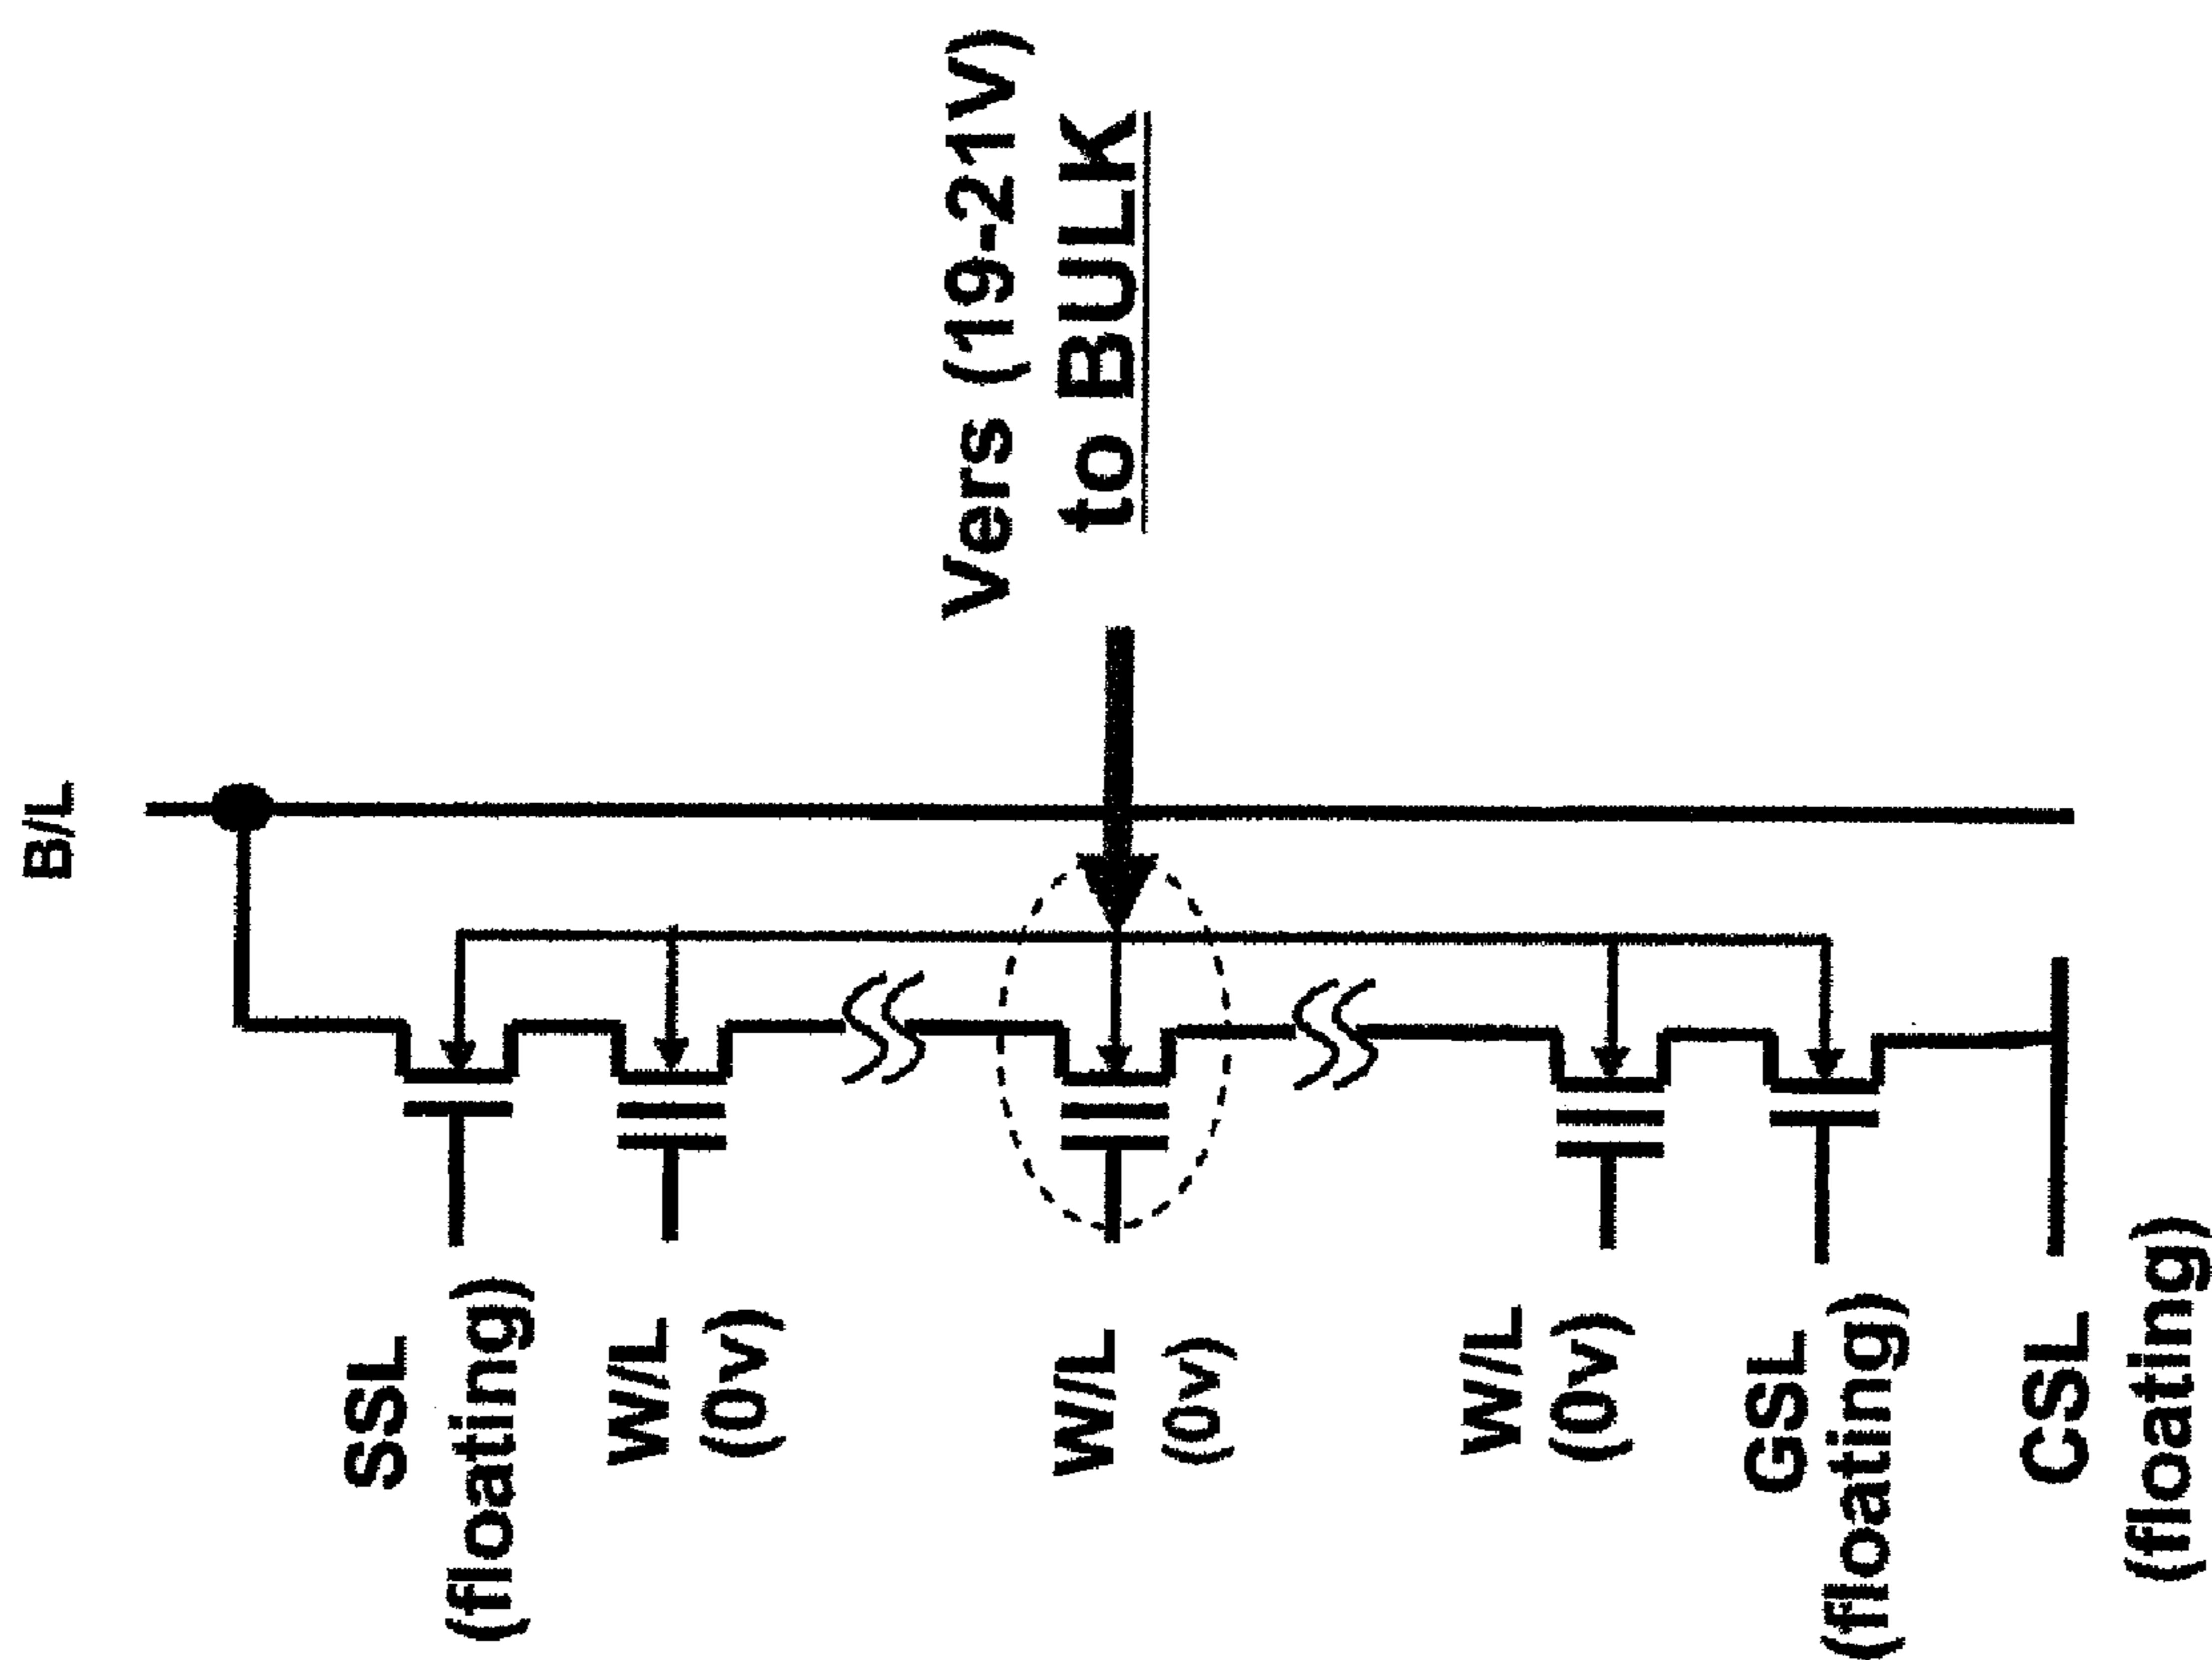 B/L
Vers (19-21V)
to BULK
SSL
(floating)
W/L
(0v)
W/L
(0v)
W/L
(0v)
GSL
(floating)
CSL
(floating)